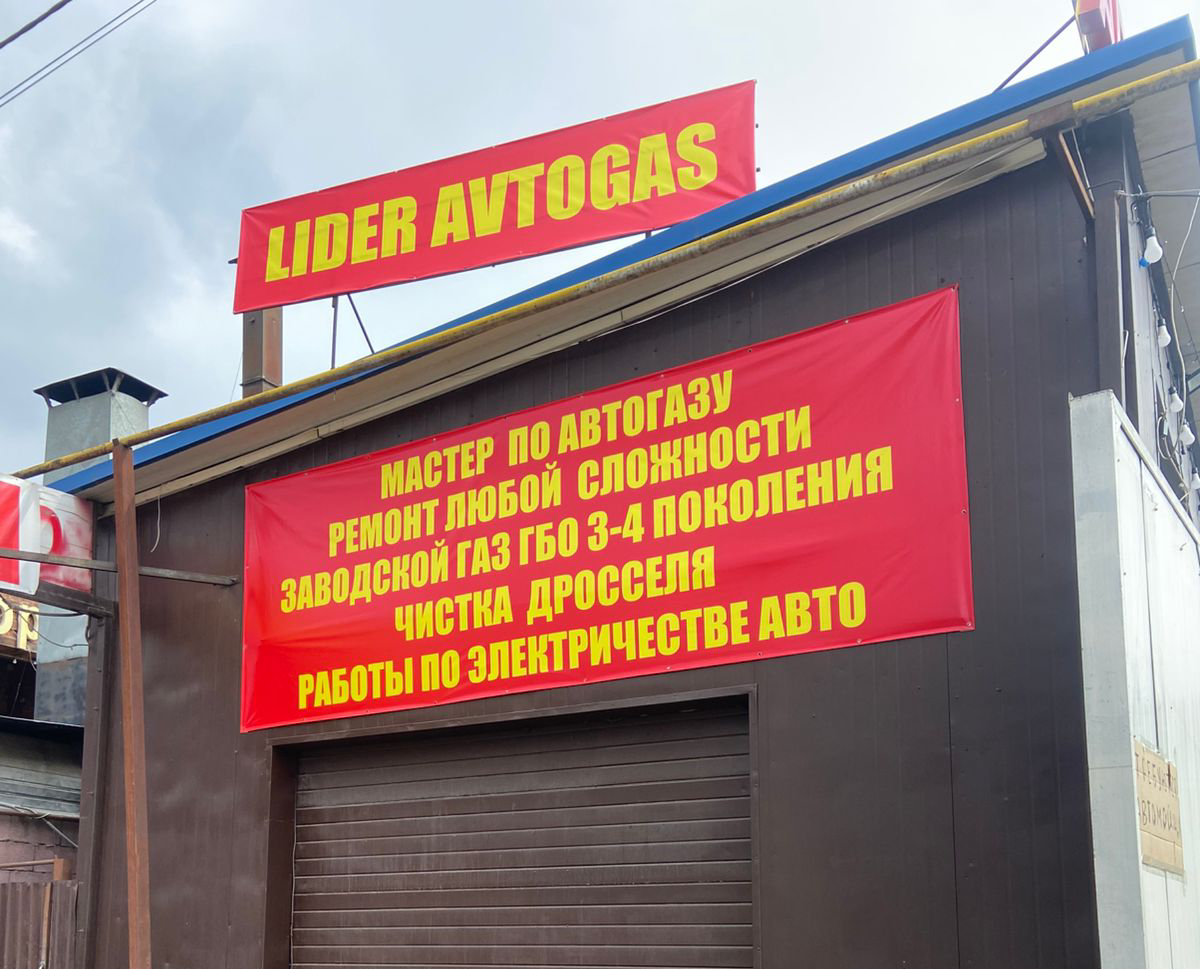 LIDER AVTOGAS
МАСТЕР ПО АВТОГАЗУ
РЕМОНТ ЛЮБОЙ СЛОЖНОСТИ
ЗАВОДСКОЙ ГАЗ ГБО 3-4 ПОКОЛЕНИЯ
ЧИСТКА ДРОССЕЛЯ
РАБОТЫ ПО ЭЛЕКТРИЧЕСТВЕ АВТО